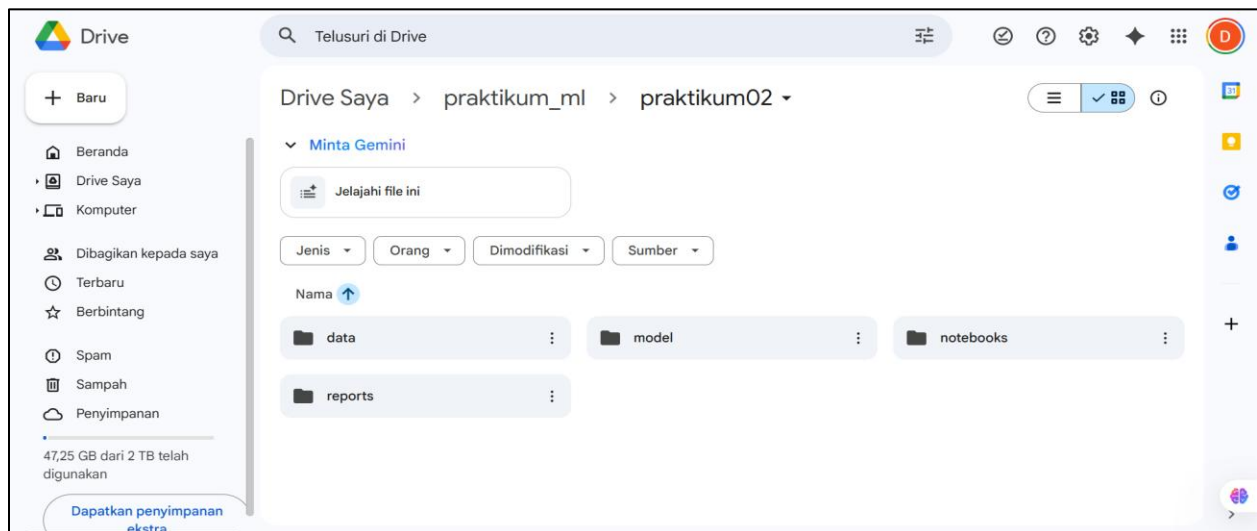 Drive
Telusuri di Drive
D
Baru
Drive Saya > praktikum_ml > praktikum02
31
Minta Gemini
Beranda
Drive Saya
Jelajahi file ini
Komputer
Jenis
Orang
Dimodifikasi
Sumber
Dibagikan kepada saya
Terbaru
Nama
Berbintang
data
model
notebooks
Spam
Sampah
reports
Penyimpanan
47,25 GB dari 2 TB telah
digunakan
Dapatkan penyimpanan
ekstra